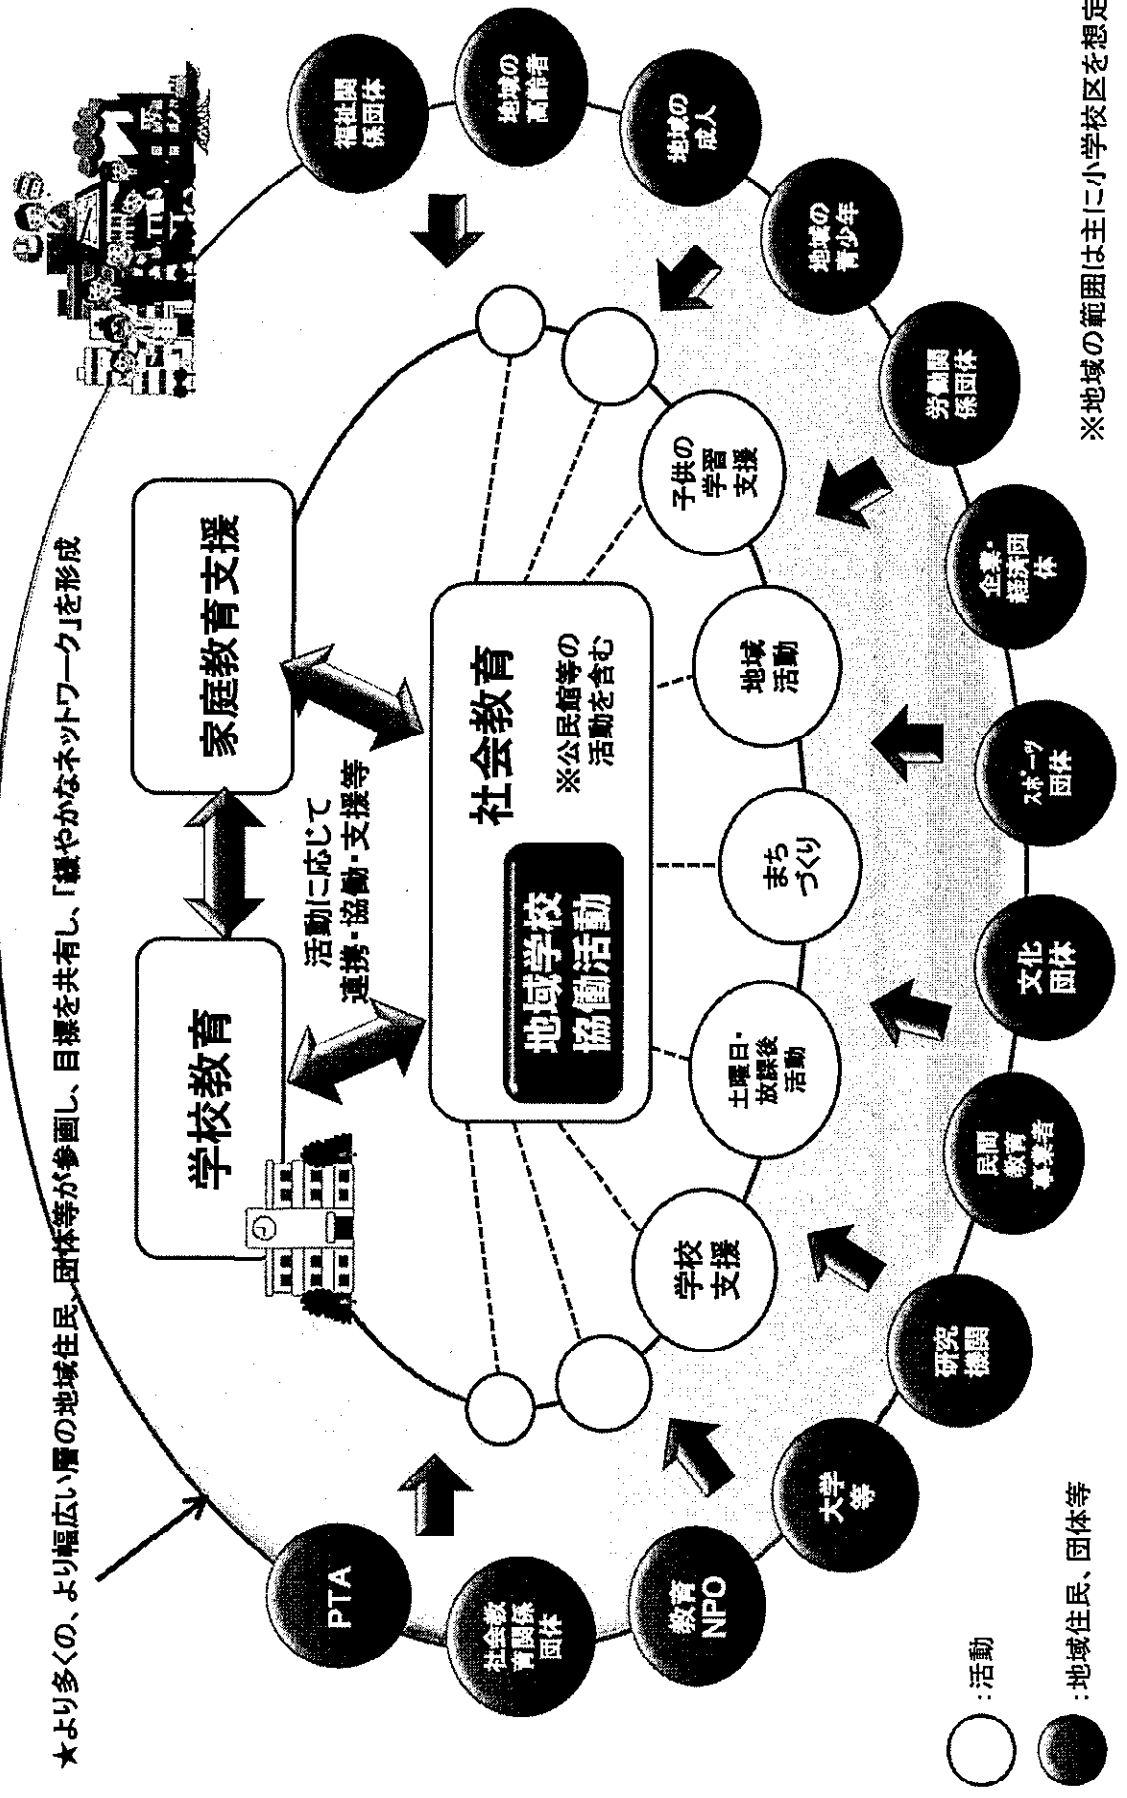 ★より多くの、より幅広い層の地域住民、団体等が参画し、目標を共有し、「緩やかなネットワーク」を形成
学校教育
家庭教育支援
活動に応じて
連携・協働・支援等
社会教育
※公民館等の
活動を含む
地域学校
協働活動
学校
支援
土曜日・
放課後
活動
まち
づくり
地域
活動
子供の
学習
支援
PTA
社会教
育関係
団体
教育
NPO
大学
等
研究
機関
民間
教育
事業者
文化
団体
スポーツ
団体
企業・
経済団
体
労働関
係団体
地域の
青少年
地域の
成人
地域の
高齢者
福祉関
係団体
:活動
:地域住民、団体等
※地域の範囲は主に小学校区を想定